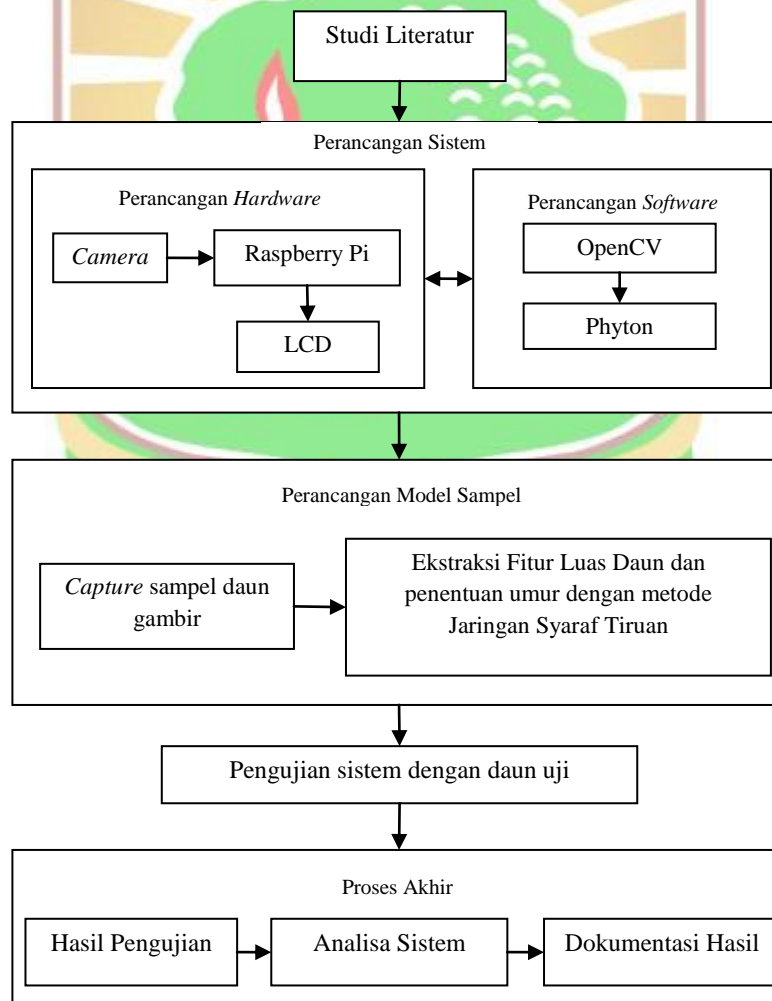 Studi Literatur
Perancangan Sistem
Perancangan Hardware
Camera
Raspberry Pi
LCD
Perancangan Software
OpenCV
Phyton
Perancangan Model Sampel
Capture sampel daun
gambir
Ekstraksi Fitur Luas Daun dan
penentuan umur dengan metode
Jaringan Syaraf Tiruan
Pengujian sistem dengan daun uji
Proses Akhir
Hasil Pengujian
Analisa Sistem
Dokumentasi Hasil